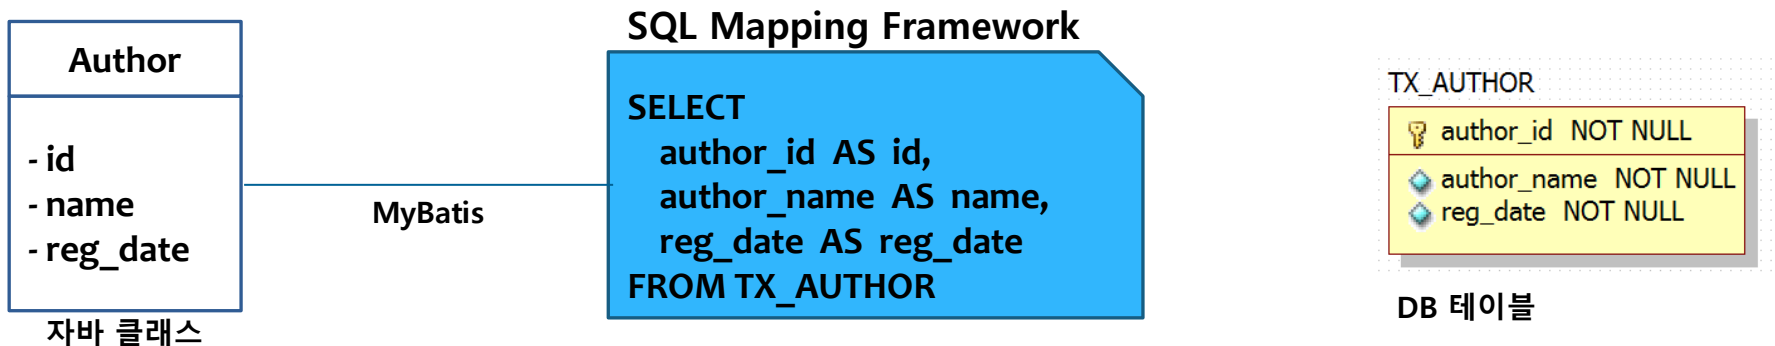 Author
- id
- name
- reg_date
자바 클래스
MyBatis
SQL Mapping Framework
SELECT
author_id AS id,
author_name AS name,
reg_date AS reg_date
FROM TX_AUTHOR
TX_AUTHOR
author_id NOT NULL
author_name NOT NULL
reg_date NOT NULL
DB 테이블